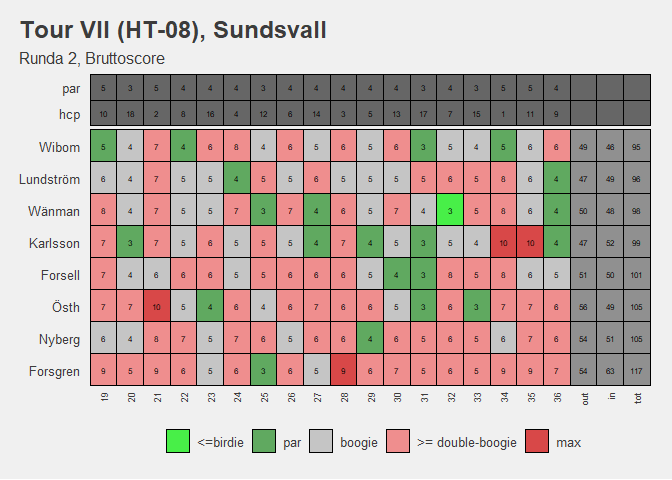 Tour VII (HT-08), Sundsvall
Runda 2, Bruttoscore
par 5 3 5 4 4 4 3 4 4 4 4 4 3 4 3 5 5 4
hcp 10 18 2 8 16 4 12 6 14 3 5 13 17 7 15 1 11 9
Wibom 5 4 7 4 6 8 4 6 5 6 5 6 3 5 4 5 6 6 49 46 95
Lundström 6 4 7 5 5 4 5 5 6 5 5 5 5 6 5 8 6 4 47 49 96
Wänman 8 4 7 5 5 7 3 7 4 6 5 7 4 3 5 8 6 4 50 48 98
Karlsson 7 3 7 5 6 5 5 5 4 7 4 5 3 5 4 10 10 4 47 52 99
Forsell 7 4 6 6 6 5 5 6 6 6 5 4 3 8 5 8 6 5 51 50 101
Östh 7 7 10 5 4 6 4 6 7 6 6 5 3 6 3 7 7 6 56 49 105
Nyberg 6 4 8 7 5 7 6 6 5 6 4 6 5 6 5 6 7 6 54 51 105
Forsgren 9 5 9 6 5 6 3 6 5 9 6 7 5 6 5 9 9 7 54 63 117
19 20 21 22 23 24 25 26 27 28 29 30 31 32 33 34 35 36 out in tot
<=birdie par boogie >= double-boogie max